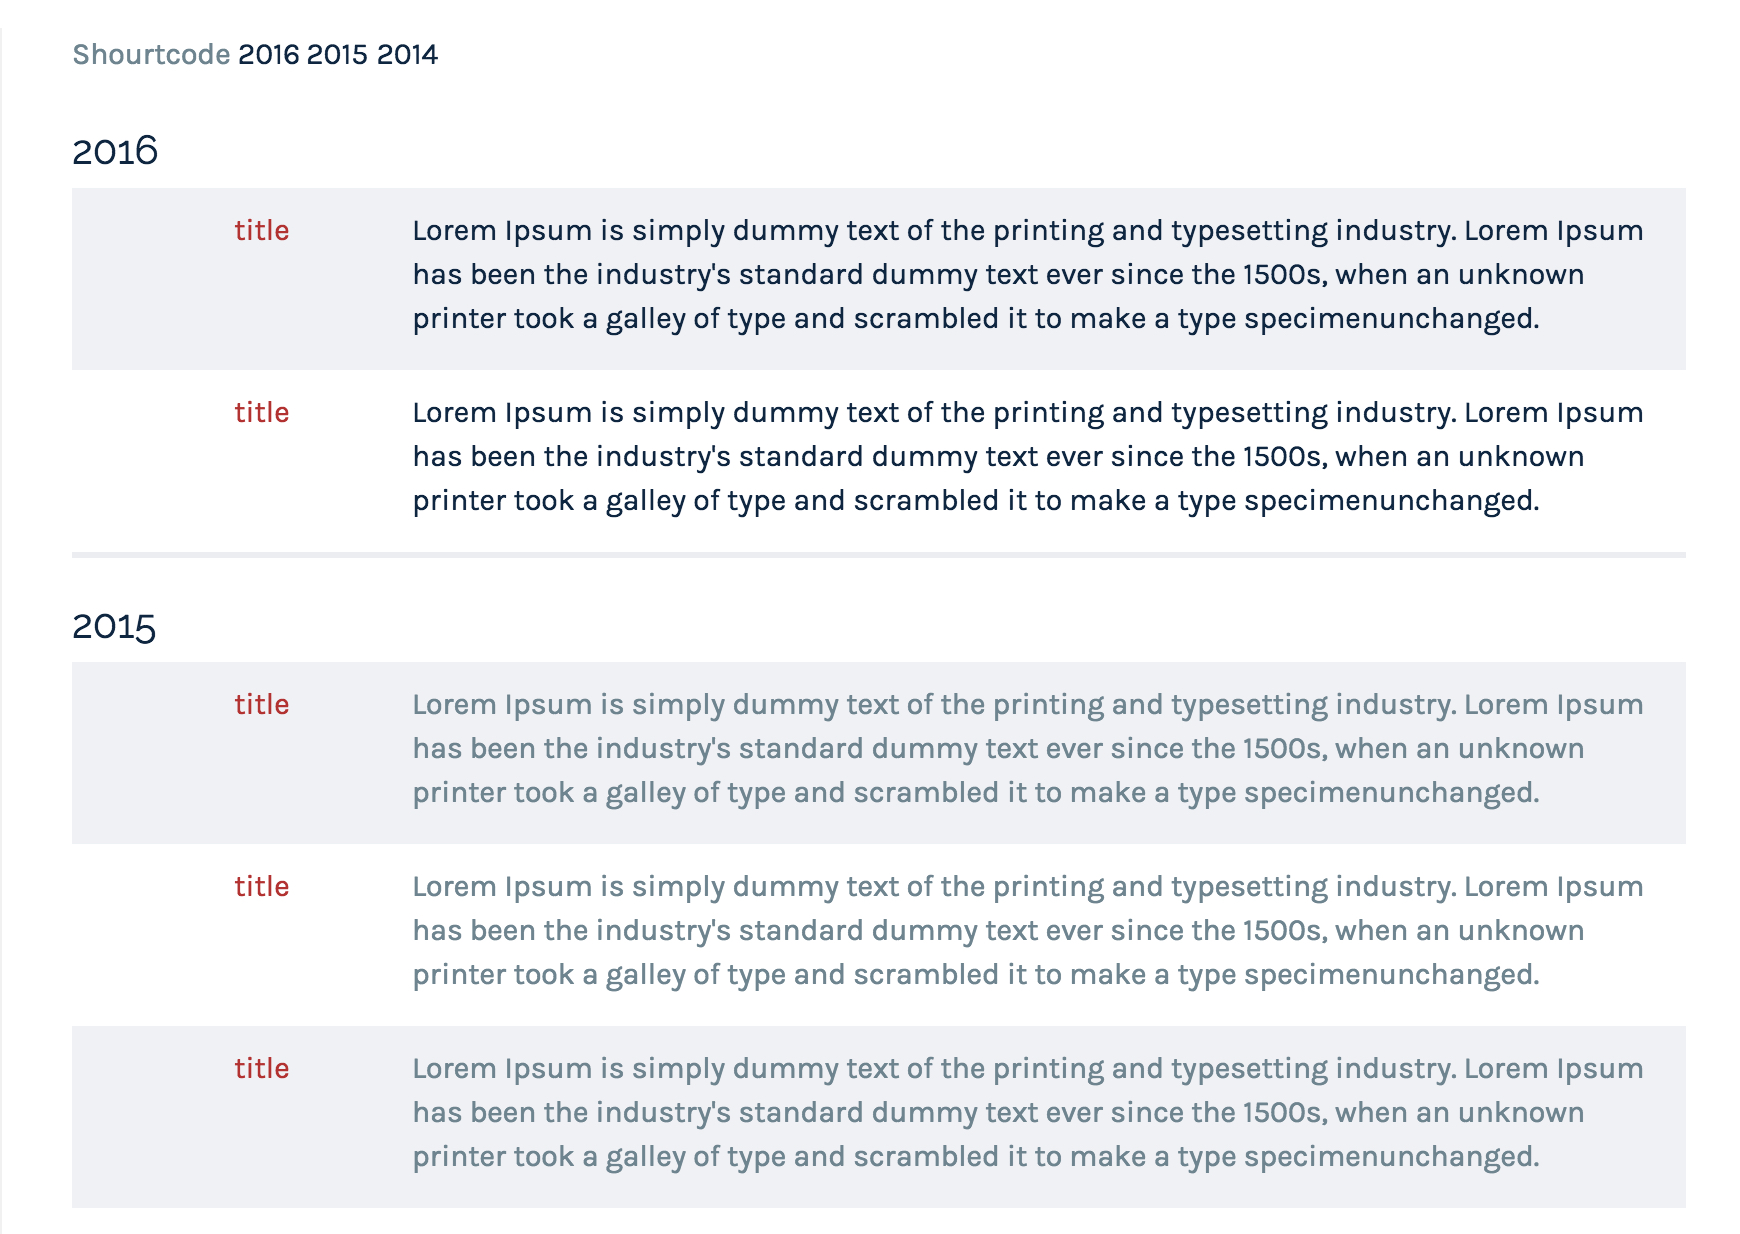 Shourtcode 2016 2015 2014
2016
title
Lorem Ipsum is simply dummy text of the printing and typesetting industry. Lorem Ipsum
has been the industry's standard dummy text ever since the 1500s, when an unknown
printer took a galley of type and scrambled it to make a type specimenunchanged.
title
Lorem Ipsum is simply dummy text of the printing and typesetting industry. Lorem Ipsum
has been the industry's standard dummy text ever since the 1500s, when an unknown
printer took a galley of type and scrambled it to make a type specimenunchanged.
2015
title
Lorem Ipsum is simply dummy text of the printing and typesetting industry. Lorem Ipsum
has been the industry's standard dummy text ever since the 1500s, when an unknown
printer took a galley of type and scrambled it to make a type specimenunchanged.
title
Lorem Ipsum is simply dummy text of the printing and typesetting industry. Lorem Ipsum
has been the industry's standard dummy text ever since the 1500s, when an unknown
printer took a galley of type and scrambled it to make a type specimenunchanged.
title
Lorem Ipsum is simply dummy text of the printing and typesetting industry. Lorem Ipsum
has been the industry's standard dummy text ever since the 1500s, when an unknown
printer took a galley of type and scrambled it to make a type specimenunchanged.